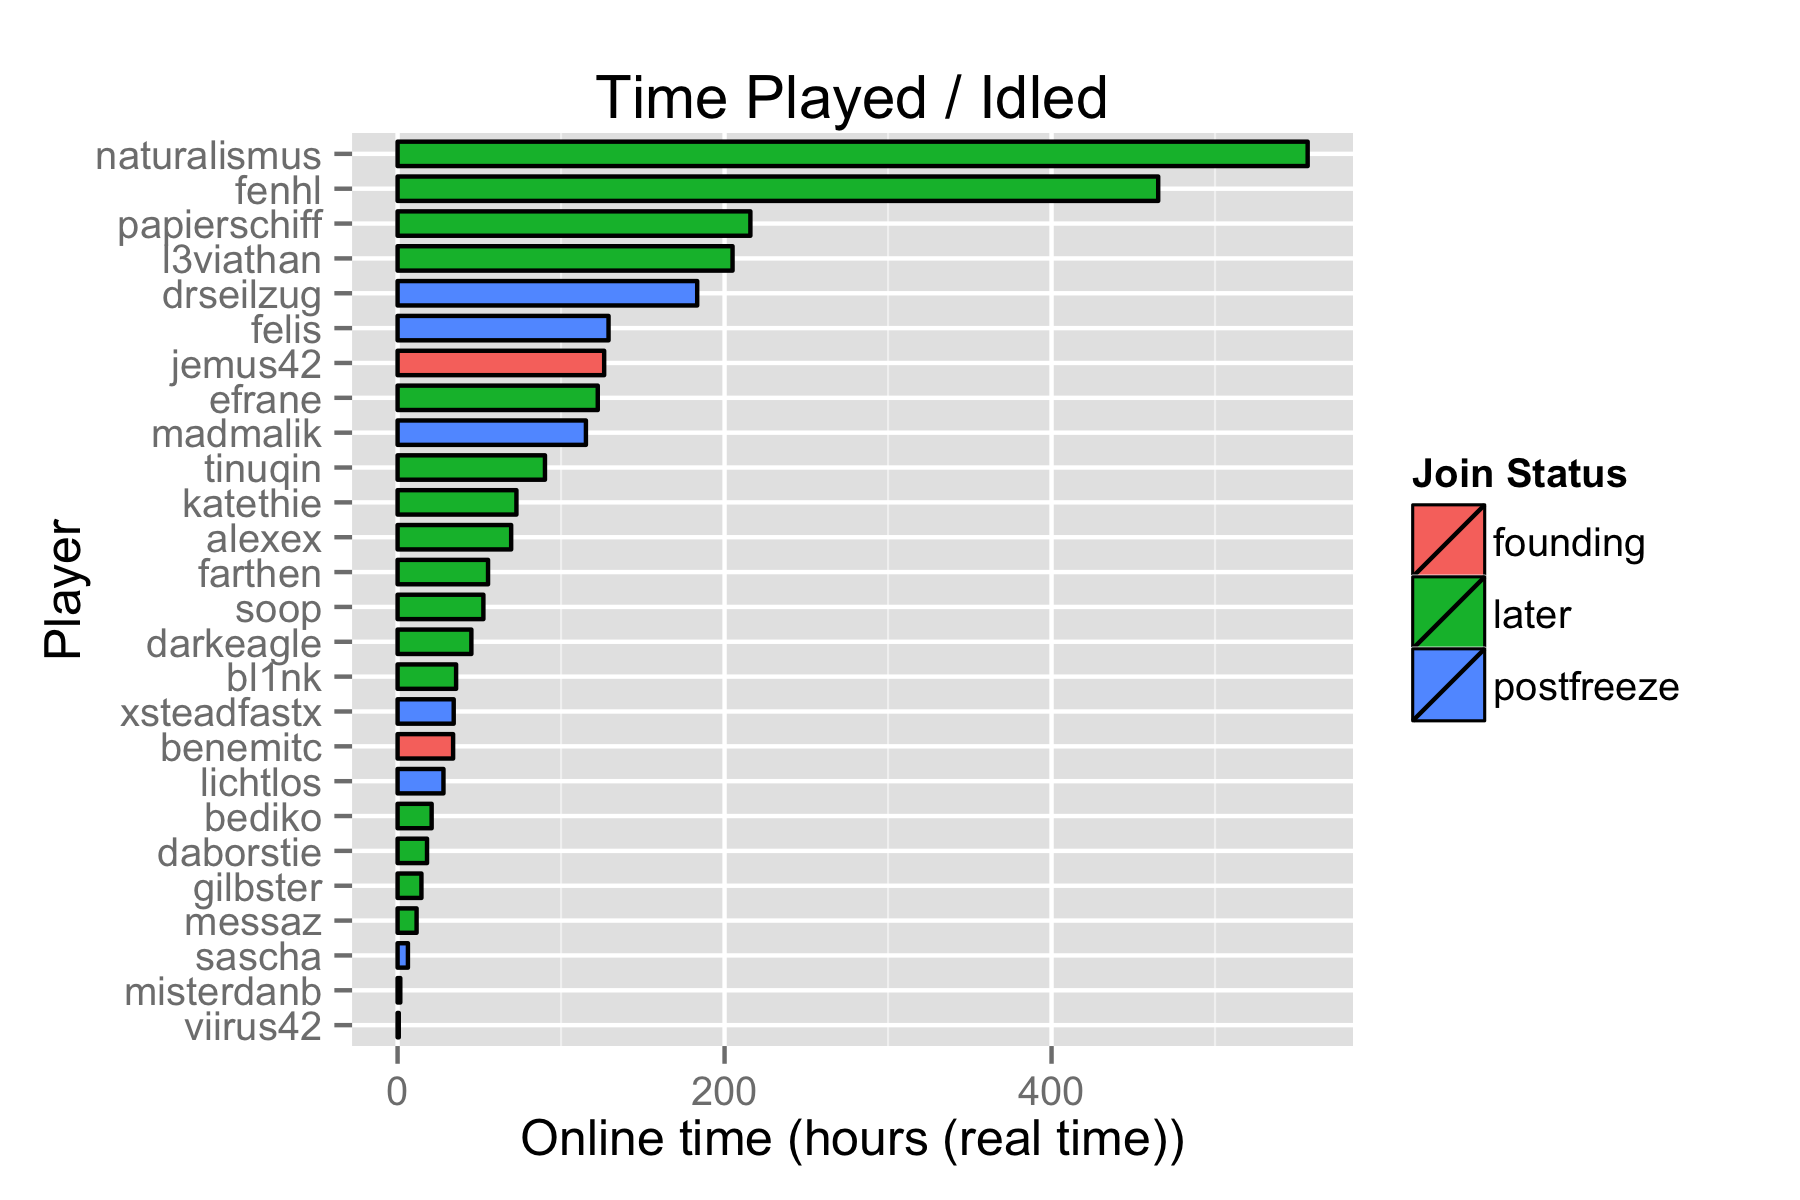 Time Played / Idled
Player
naturalismus
fenhl
papierschiff
l3viathan
drseilzug
felis
jemus42
efrane
madmalik
tinuqin
katethie
alexex
farthen
soop
darkeagle
bl1nk
xsteadfastx
benemitc
lichtlos
bediko
daborstie
gilbster
messaz
sascha
misterdanb
viirus42
0 200 400
Online time (hours (real time))
Join Status
founding
later
postfreeze